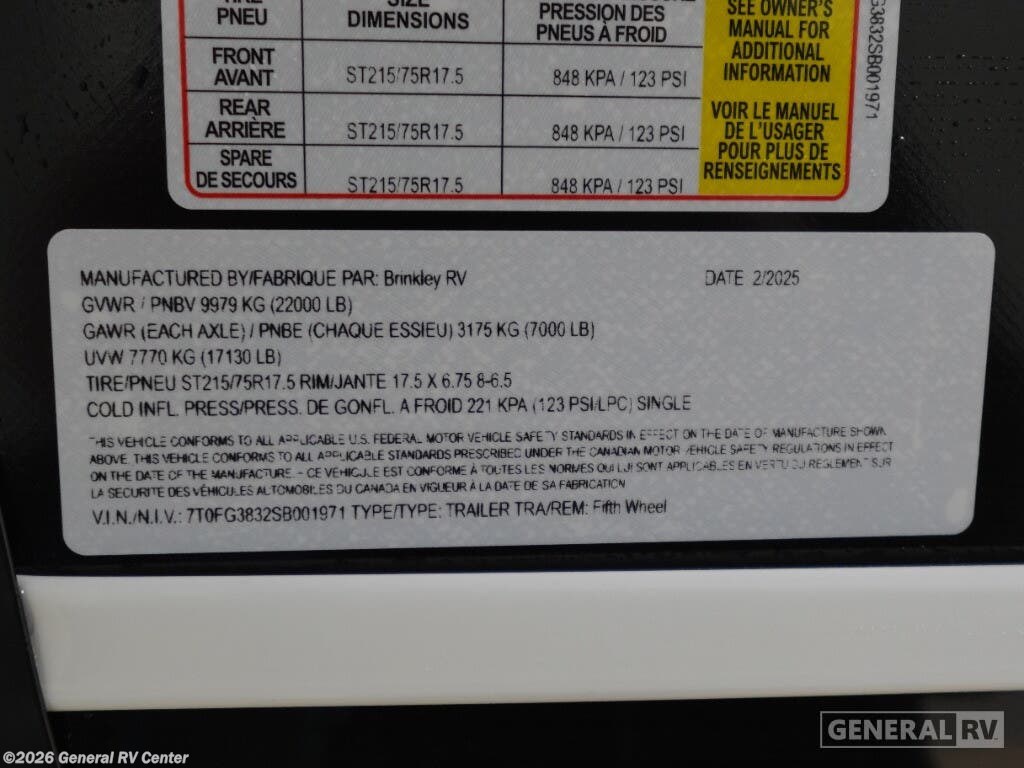 PNEU
DIMENSIONS
PRESSION DES
PNEUS À FROID
SEE OWNER'S
MANUAL FOR
ADDITIONAL
INFORMATION
FRONT
AVANT
ST215/75R17.5
848 KPA / 123 PSI
REAR
ARRIÈRE
ST215/75R17.5
848 KPA / 123 PSI
VOIR LE MANUEL
DE L'USAGER
POUR PLUS DE
RENSEIGNEMENTS
SPARE
DE SECOURS
ST215/75R17.5
848 KPA / 123 PSI
G3832SB001971
MANUFACTURED BY/FABRIQUE PAR: Brinkley RV DATE 2/2025
GVWR / PNBV 9979 KG (22000 LB)
GAWR (EACH AXLE) / PNBE (CHAQUE ESSIEU) 3175 KG (7000 LB)
UVW 7770 KG (17130 LB)
TIRE/PNEU ST215/75R17.5 RIM/JANTE 17.5 X 6.75 8-6.5
COLD INFL. PRESS/PRESS. DE GONFL. A FROID 221 KPA (123 PSI/LPC) SINGLE
THIS VEHICLE CONFORMS TO ALL APPLICABLE U.S. FEDERAL MOTOR VEHICLE SAFETY STANDARDS IN EFFECT ON THE DATE OF MANUFACTURE SHOWN
ABOVE. THIS VEHICLE CONFORMS TO ALL APPLICABLE STANDARDS PRESCRIBED UNDER THE CANADIAN MOTOR VEHICLE SAFETY REGULATIONS IN EFFECT
ON THE DATE OF THE MANUFACTURE. - CE VEHICULE EST CONFORME À TOUTES LES NORMES QUI LUI SONT APPLICABLES EN VERTU DU REGLEMENT SUR
LA SECURITE DES VÉHICULES AUTOMOBILES DU CANADA EN VIGUEUR À LA DATE DE SA FABRICATION
V.I.N./N.I.V.: 7T0FG3832SB001971 TYPE/TYPE: TRAILER TRA/REM: Fifth Wheel
GENERAL RV
©2026 General RV Center